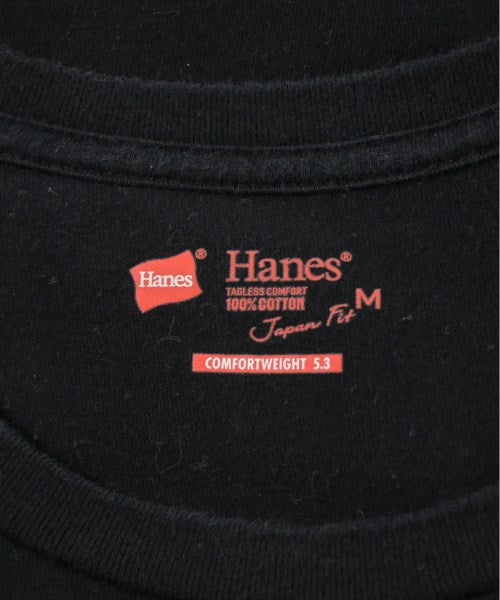 Hanes®
Hanes®
TAGLESS COMFORT
100% COTTON
M
Japan Fit
COMFORTWEIGHT 5.3